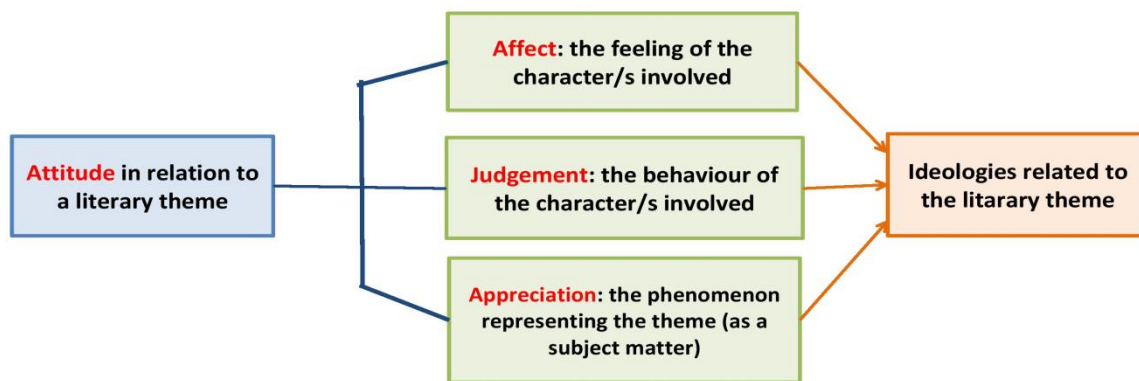 Attitude in relation to
a literary theme
Affect: the feeling of the
character/s involved
Judgement: the behaviour of
the character/s involved
Appreciation: the phenomenon
representing the theme (as a
subject matter)
Ideologies related to
the litarary theme